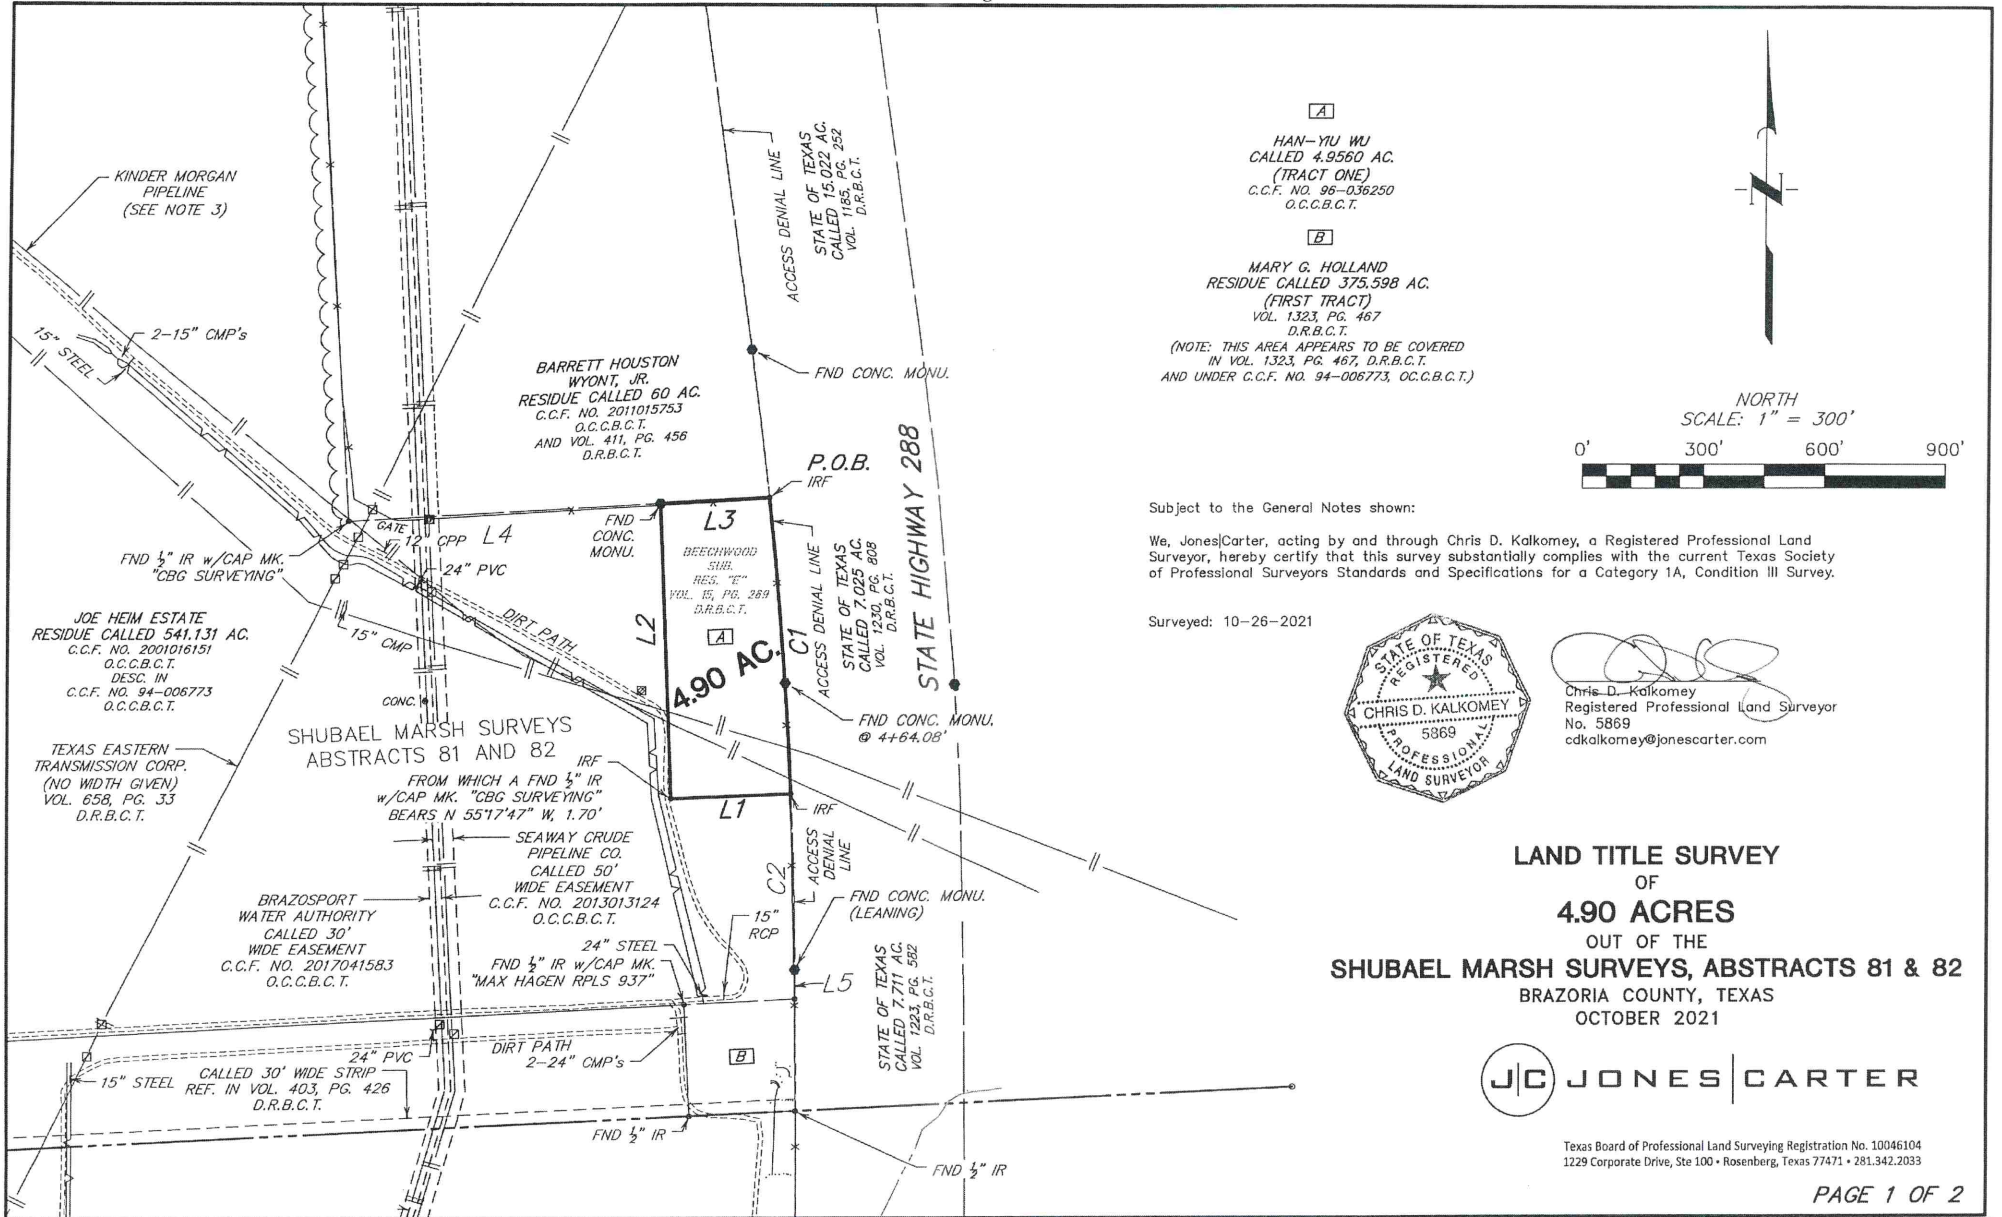 KINDER MORGAN
PIPELINE
(SEE NOTE 3)
2-15" CMP's
15" STEEL
BARRETT HOUSTON
WYONT, JR.
RESIDUE CALLED 60 AC.
C.C.F. NO. 2011015753
O.C.C.B.C.T.
AND VOL. 411, PG. 456
D.R.B.C.T.
ACCESS DENIAL LINE
STATE OF TEXAS
CALLED 15.022 AC.
VOL. 1185, PG. 252
D.R.B.C.T.
FND CONC. MONU.
P.O.B.
IRF
FND
CONC.
MONU.
L3
L4
GATE
12" CPP
24" PVC
FND ½" IR w/CAP MK.
"CBG SURVEYING"
15" CMP
DIRT PATH
BEECHWOOD
SUB.
RES. "E"
VOL. 15, PG. 289
D.R.B.C.T.
A
4.90 AC.
L2
C1
ACCESS DENIAL LINE
STATE OF TEXAS
CALLED 7.025 AC.
VOL. 1230, PG. 808
D.R.B.C.T.
STATE HIGHWAY 288
JOE HEIM ESTATE
RESIDUE CALLED 541.131 AC.
C.C.F. NO. 2001016151
O.C.C.B.C.T.
DESC. IN
C.C.F. NO. 94-006773
O.C.C.B.C.T.
CONC.
SHUBAEL MARSH SURVEYS
ABSTRACTS 81 AND 82
FND CONC. MONU.
@ 4+64.08'
TEXAS EASTERN
TRANSMISSION CORP.
(NO WIDTH GIVEN)
VOL. 658, PG. 33
D.R.B.C.T.
IRF
FROM WHICH A FND ½" IR
w/CAP MK. "CBG SURVEYING"
BEARS N 55°17'47" W, 1.70'
L1
IRF
SEAWAY CRUDE
PIPELINE CO.
CALLED 50'
WIDE EASEMENT
C.C.F. NO. 2013013124
O.C.C.B.C.T.
ACCESS
DENIAL
LINE
C2
BRAZOSPORT
WATER AUTHORITY
CALLED 30'
WIDE EASEMENT
C.C.F. NO. 2017041583
O.C.C.B.C.T.
FND CONC. MONU.
(LEANING)
15"
RCP
24" STEEL
FND ½" IR w/CAP MK.
"MAX HAGEN RPLS 937"
L5
STATE OF TEXAS
CALLED 7.711 AC.
VOL. 1223, PG. 582
D.R.B.C.T.
24" PVC
DIRT PATH
2-24" CMP's
B
15" STEEL
CALLED 30' WIDE STRIP
REF. IN VOL. 403, PG. 426
D.R.B.C.T.
FND ½" IR
FND ½" IR
A
HAN-YIU WU
CALLED 4.9560 AC.
(TRACT ONE)
C.C.F. NO. 96-036250
O.C.C.B.C.T.
B
MARY G. HOLLAND
RESIDUE CALLED 375.598 AC.
(FIRST TRACT)
VOL. 1323, PG. 467
D.R.B.C.T.
(NOTE: THIS AREA APPEARS TO BE COVERED
IN VOL. 1323, PG. 467, D.R.B.C.T.
AND UNDER C.C.F. NO. 94-006773, OC.C.B.C.T.)
N
NORTH
SCALE: 1" = 300'
0' 300' 600' 900'
Subject to the General Notes shown:
We, Jones|Carter, acting by and through Chris D. Kalkomey, a Registered Professional Land
Surveyor, hereby certify that this survey substantially complies with the current Texas Society
of Professional Surveyors Standards and Specifications for a Category 1A, Condition III Survey.
Surveyed: 10-26-2021
STATE OF TEXAS
REGISTERED
CHRIS D. KALKOMEY
5869
PROFESSIONAL
LAND SURVEYOR
Chris D. Kalkomey
Registered Professional Land Surveyor
No. 5869
cdkalkomey@jonescarter.com
LAND TITLE SURVEY
OF
4.90 ACRES
OUT OF THE
SHUBAEL MARSH SURVEYS, ABSTRACTS 81 & 82
BRAZORIA COUNTY, TEXAS
OCTOBER 2021
J|C JONES|CARTER
Texas Board of Professional Land Surveying Registration No. 10046104
1229 Corporate Drive, Ste 100 • Rosenberg, Texas 77471 • 281.342.2033
PAGE 1 OF 2